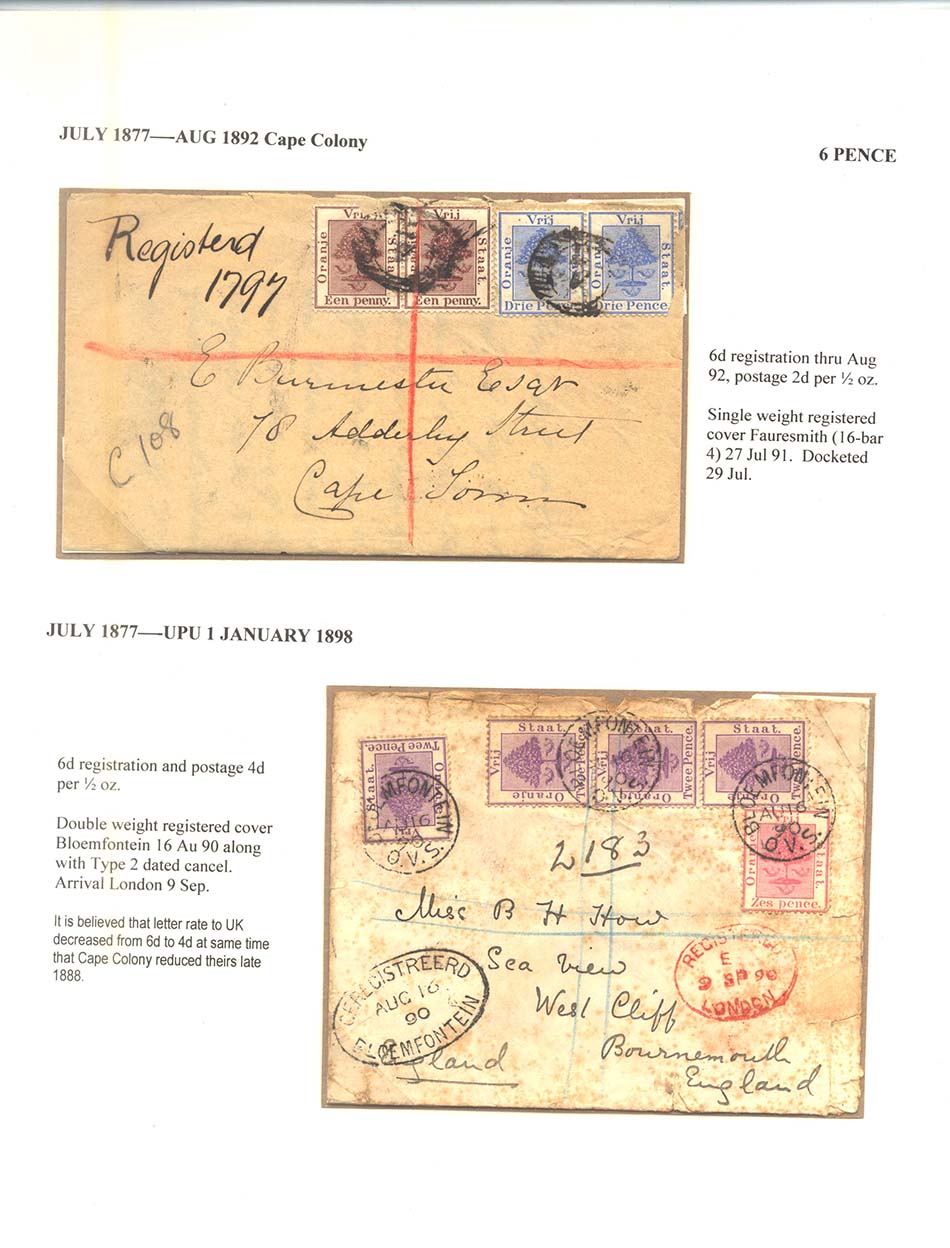 JULY 1877—AUG 1892 Cape Colony
6 PENCE
Registerd
1797
Oranje Vrij Staat. Een penny.
Vrij Staat. Een penny.
Oranje Vrij Drie Pence
Vrij Staat. Drie Pence.
E Burmester Esqr
78 Adderley Street
Cape Town
C 108
6d registration thru Aug
92, postage 2d per ½ oz.
Single weight registered
cover Fauresmith (16-bar
4) 27 Jul 91. Docketed
29 Jul.
JULY 1877—UPU 1 JANUARY 1898
6d registration and postage 4d
per ½ oz.
Double weight registered cover
Bloemfontein 16 Au 90 along
with Type 2 dated cancel.
Arrival London 9 Sep.
It is believed that letter rate to UK
decreased from 6d to 4d at same time
that Cape Colony reduced theirs late
1888.
Twee Pence. Staat.
Vrij Staat. Oranje Twee Pence
Vrij Oranje Twee Pence.
Vrij Staat. Oranje Twee Pence.
BLOEMFONTEIN AU 16 90 O.V.S.
BLOEMFONTEIN O.V.S.
BLOEMFONTEIN AU 16 90 O.V.S.
Staat. Zes pence.
2183
Miss B H How
Sea View
West Cliff
Bournemouth
England
GEREGISTREERD
AUG 16
90
BLOEMFONTEIN
REGISTERED
E
9 SP 90
LONDON